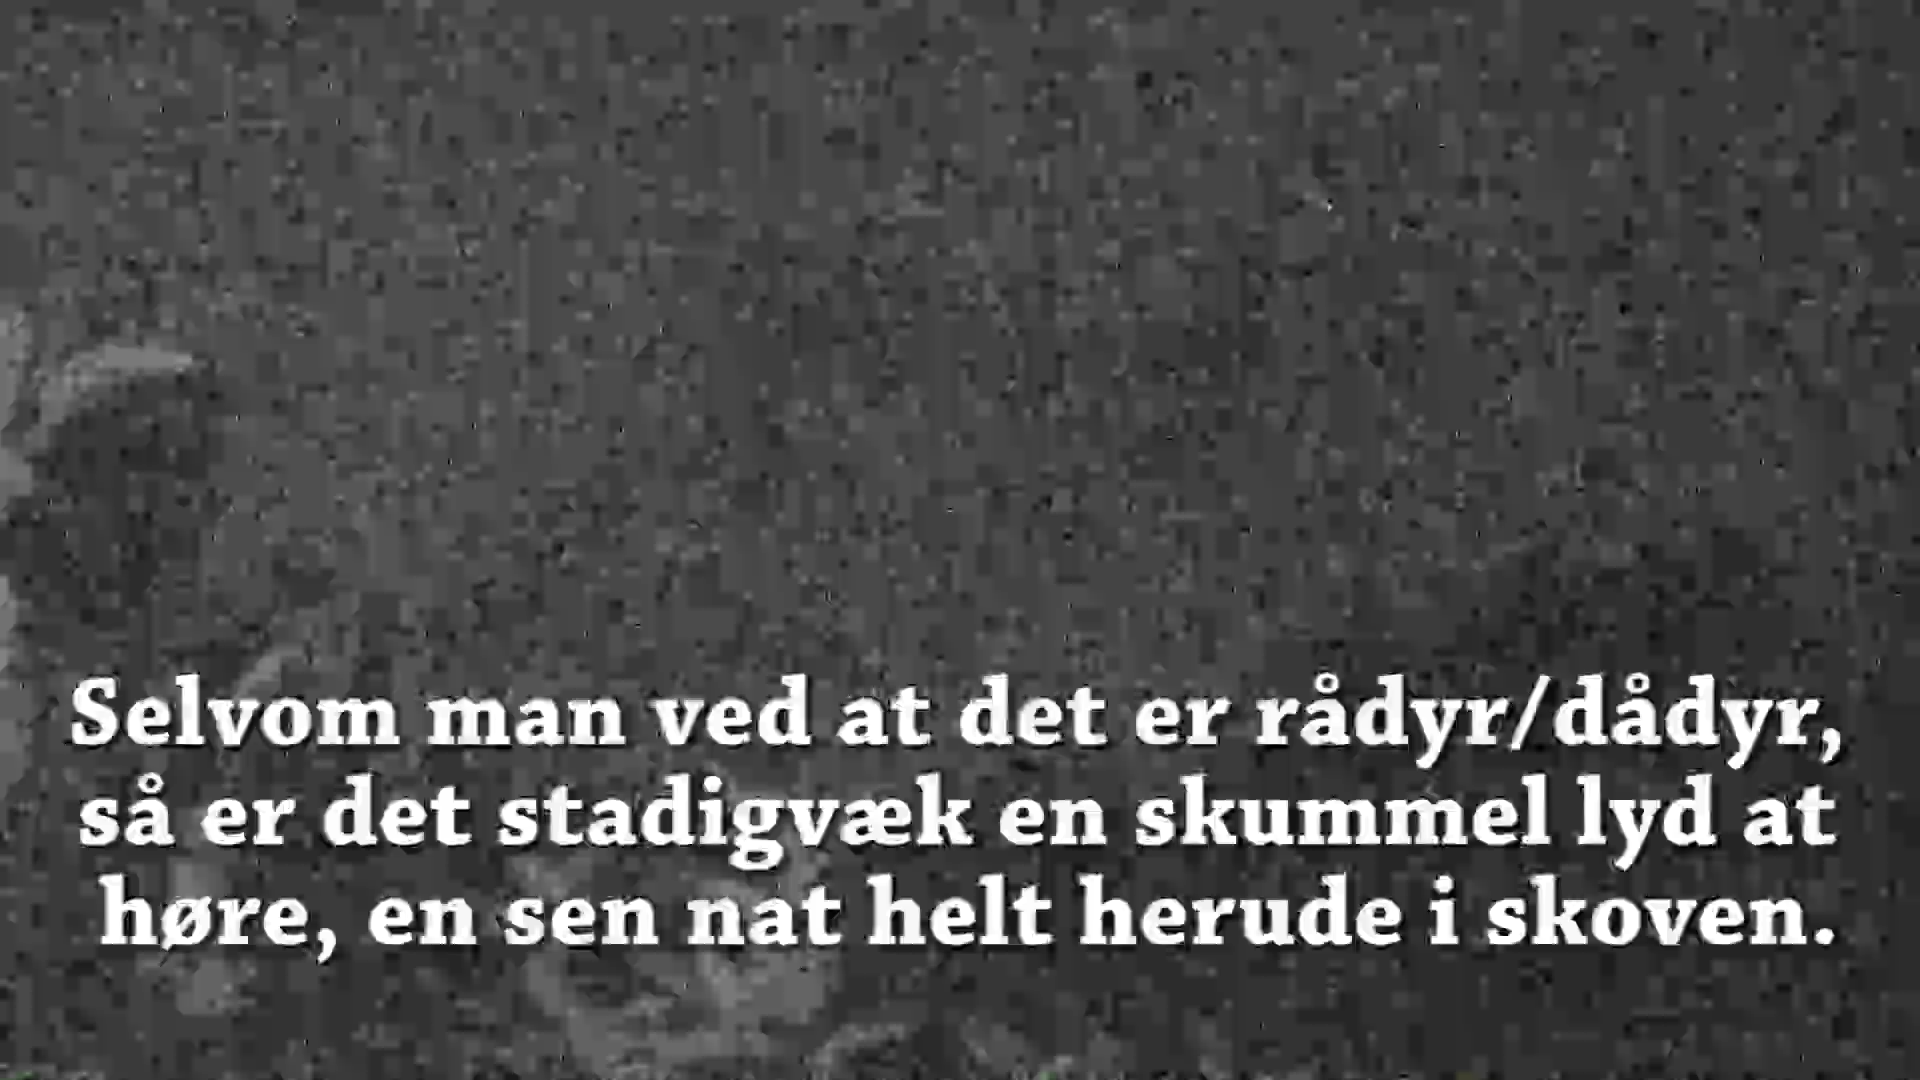 Selvom man ved at det er rådyr/dådyr,
så er det stadigvæk en skummel lyd at
høre, en sen nat helt herude i skoven.